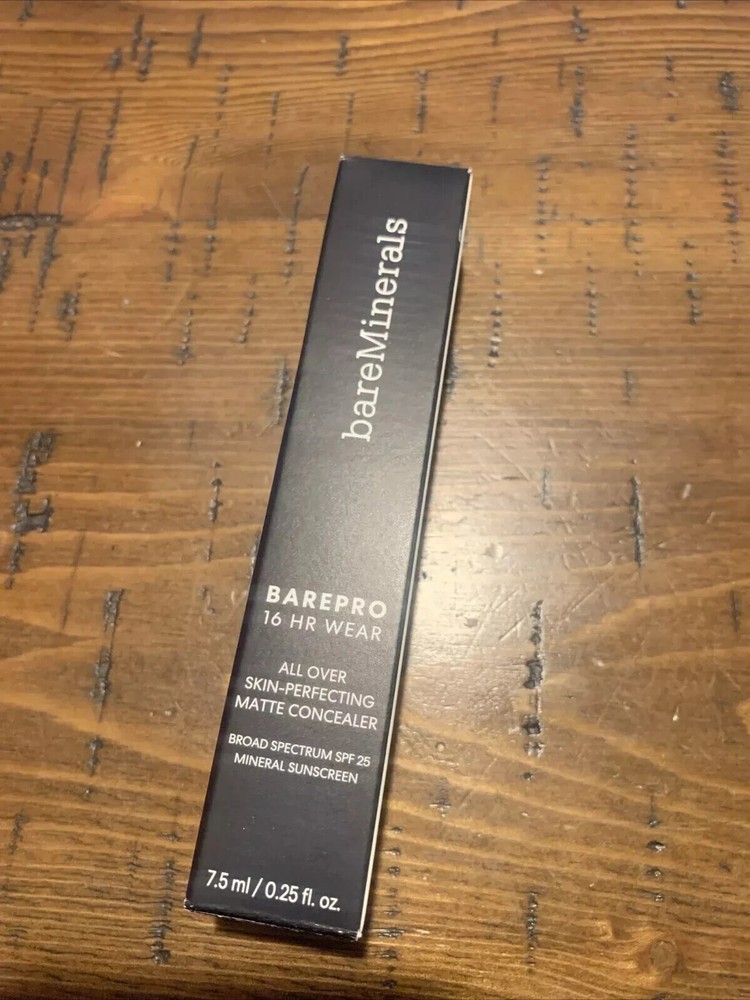 bareMinerals
BAREPRO
16 HR WEAR
ALL OVER
SKIN-PERFECTING
MATTE CONCEALER
BROAD SPECTRUM SPF 25
MINERAL SUNSCREEN
7.5 ml / 0.25 fl. oz.